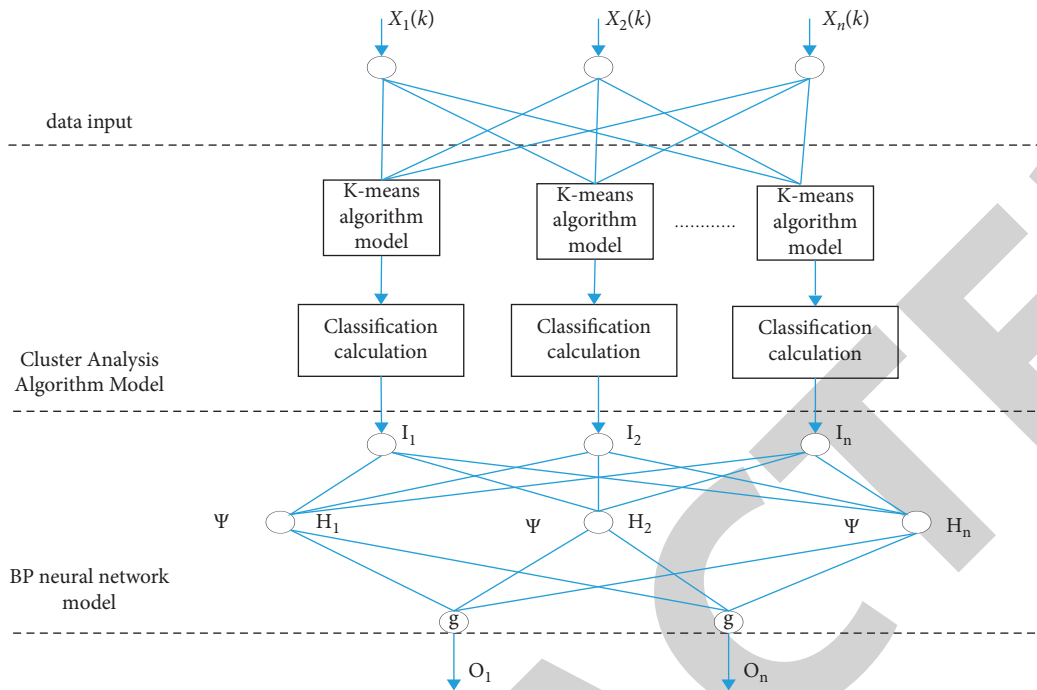 X₁(k) X₂(k) Xₙ(k)
data input
K-means algorithm model
K-means algorithm model
............
K-means algorithm model
Classification calculation
Classification calculation
Classification calculation
Cluster Analysis
Algorithm Model
I₁ I₂ Iₙ
Ψ H₁ Ψ H₂ Ψ Hₙ
BP neural network
model
g g
O₁ Oₙ